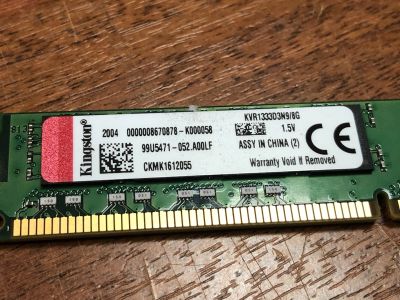 Kingston
2004 0000008670878-K000058
99U5471-052.A00LF
CKMK1612055
KVR1333D3N9/8G
1.5V
ASSY IN CHINA (2)
Warranty Void If Removed
CE